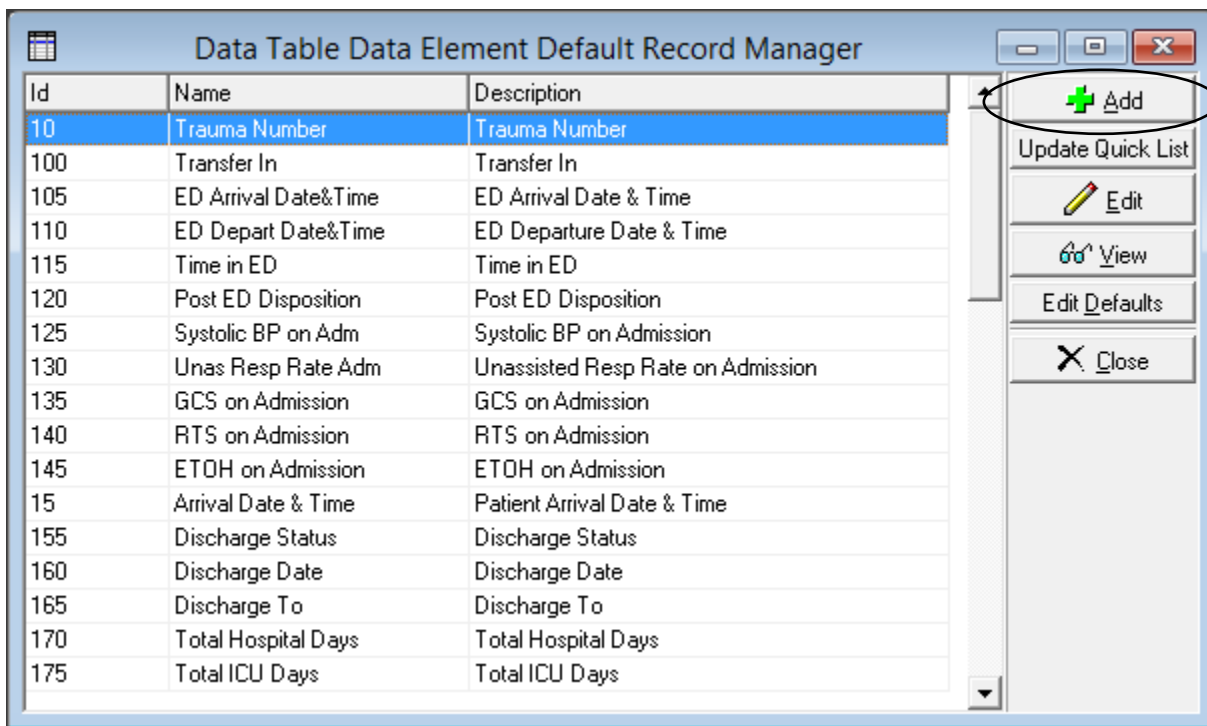 Data Table Data Element Default Record Manager
Id Name Description
10 Trauma Number Trauma Number
100 Transfer In Transfer In
105 ED Arrival Date&Time ED Arrival Date & Time
110 ED Depart Date&Time ED Departure Date & Time
115 Time in ED Time in ED
120 Post ED Disposition Post ED Disposition
125 Systolic BP on Adm Systolic BP on Admission
130 Unas Resp Rate Adm Unassisted Resp Rate on Admission
135 GCS on Admission GCS on Admission
140 RTS on Admission RTS on Admission
145 ETOH on Admission ETOH on Admission
15 Arrival Date & Time Patient Arrival Date & Time
155 Discharge Status Discharge Status
160 Discharge Date Discharge Date
165 Discharge To Discharge To
170 Total Hospital Days Total Hospital Days
175 Total ICU Days Total ICU Days
Add
Update Quick List
Edit
View
Edit Defaults
Close